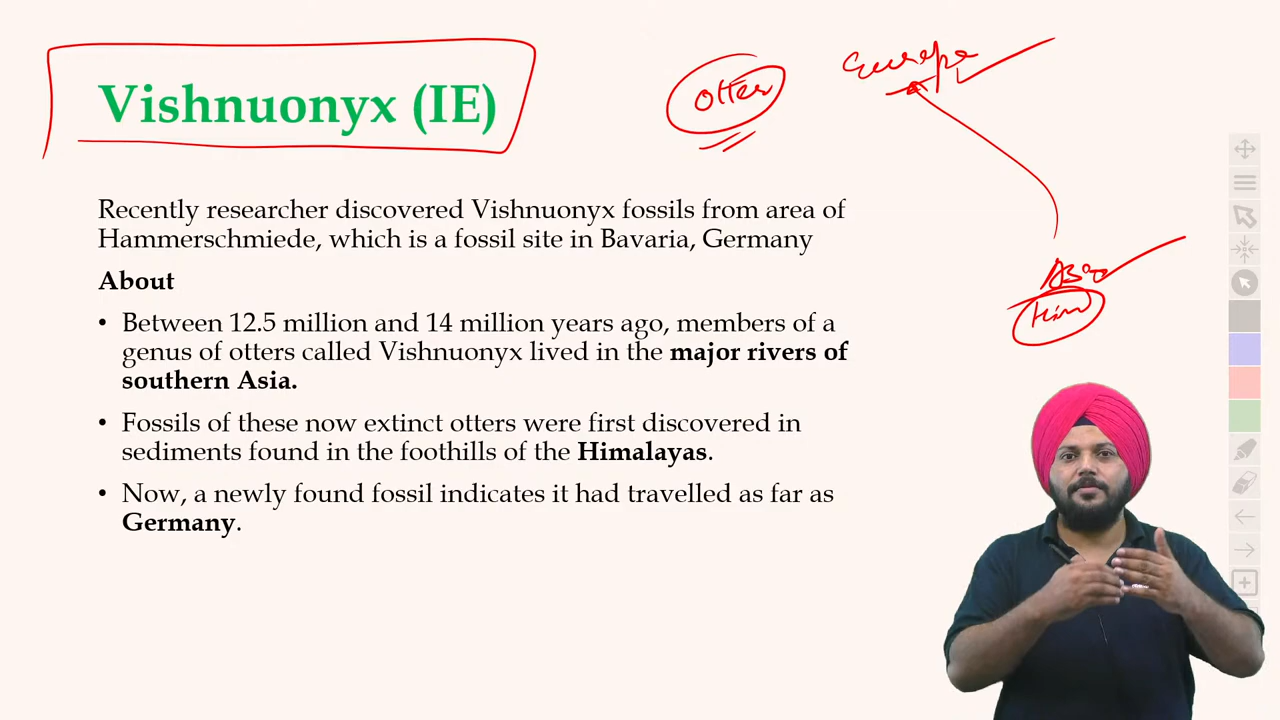 Vishnuonyx (IE)
Otter
Europe
Recently researcher discovered Vishnuonyx fossils from area of
Hammerschmiede, which is a fossil site in Bavaria, Germany
About
Asia
Him
• Between 12.5 million and 14 million years ago, members of a
genus of otters called Vishnuonyx lived in the major rivers of
southern Asia.
• Fossils of these now extinct otters were first discovered in
sediments found in the foothills of the Himalayas.
• Now, a newly found fossil indicates it had travelled as far as
Germany.